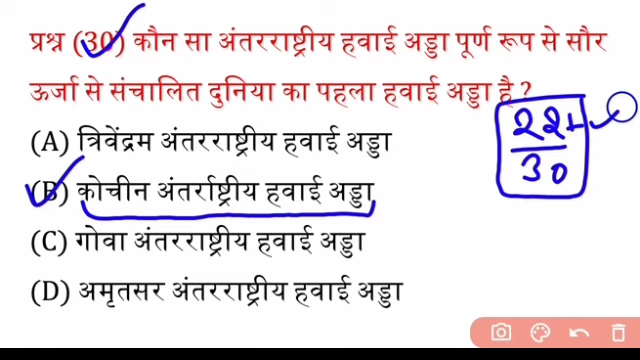 प्रश्न (30) कौन सा अंतरराष्ट्रीय हवाई अड्डा पूर्ण रूप से सौर
ऊर्जा से संचालित दुनिया का पहला हवाई अड्डा है ?
(A) त्रिवेंद्रम अंतरराष्ट्रीय हवाई अड्डा
(B) कोचीन अंतर्राष्ट्रीय हवाई अड्डा
(C) गोवा अंतरराष्ट्रीय हवाई अड्डा
(D) अमृतसर अंतरराष्ट्रीय हवाई अड्डा
22+
30